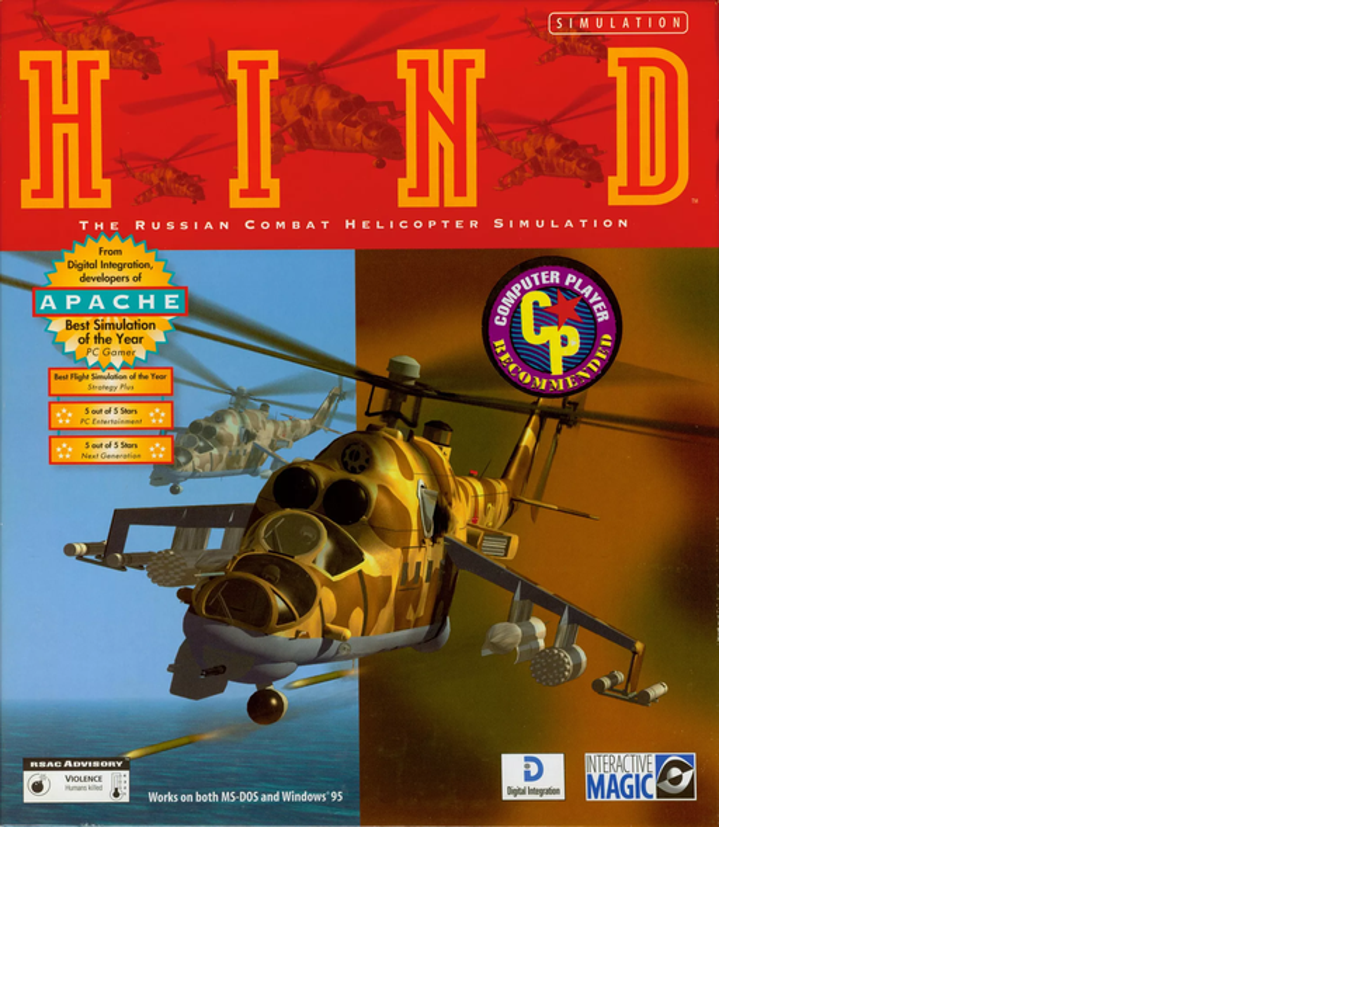 SIMULATION
HIND
TM
THE RUSSIAN COMBAT HELICOPTER SIMULATION
From
Digital Integration,
developers of
APACHE
Best Simulation
of the Year
PC Gamer
Best Flight Simulation of the Year
Strategy Plus
5 out of 5 Stars
PC Entertainment
5 out of 5 Stars
Next Generation
COMPUTER PLAYER
CP
RECOMMENDED
RSAC ADVISORY
VIOLENCE
Humans killed
Works on both MS-DOS and Windows® 95
Digital Integration
INTERACTIVE
MAGIC